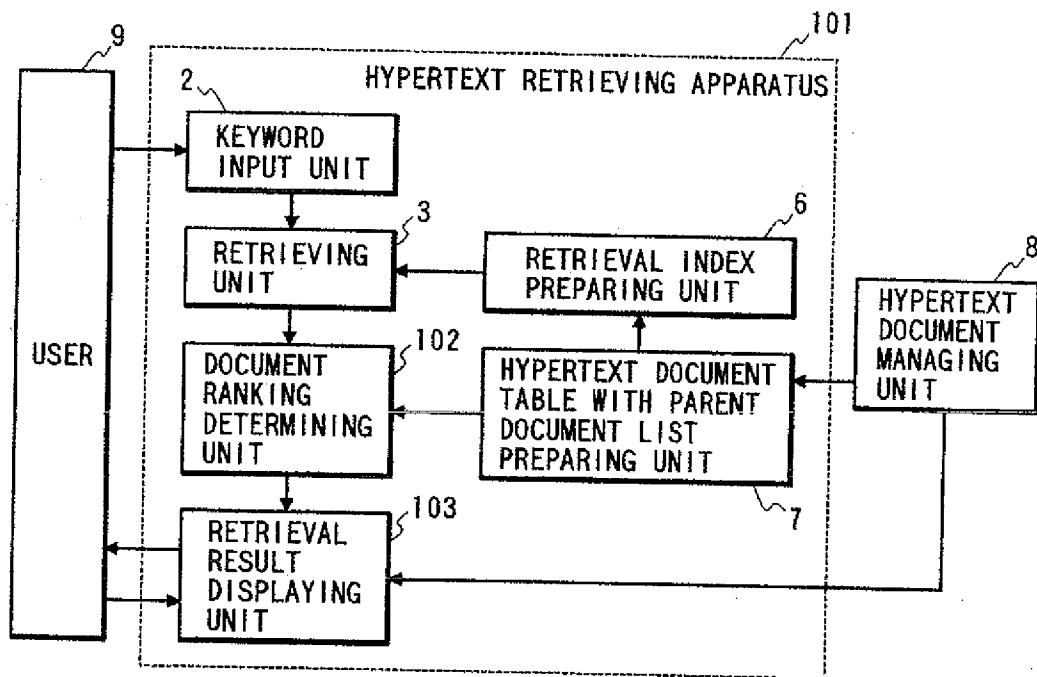 9
101
HYPERTEXT RETRIEVING APPARATUS
2
KEYWORD
INPUT UNIT
3
RETRIEVING
UNIT
6
RETRIEVAL INDEX
PREPARING UNIT
8
HYPERTEXT
DOCUMENT
MANAGING
UNIT
USER
102
DOCUMENT
RANKING
DETERMINING
UNIT
HYPERTEXT DOCUMENT
TABLE WITH PARENT
DOCUMENT LIST
PREPARING UNIT
7
103
RETRIEVAL
RESULT
DISPLAYING
UNIT